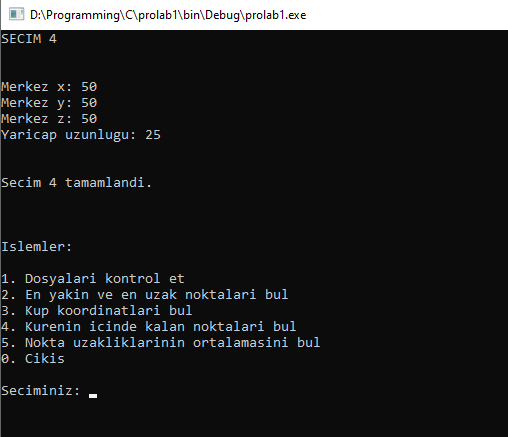 D:\Programming\C\prolab1\bin\Debug\prolab1.exe
SECIM 4
Merkez x: 50
Merkez y: 50
Merkez z: 50
Yaricap uzunlugu: 25
Secim 4 tamamlandi.
Islemler:
1. Dosyalari kontrol et
2. En yakin ve en uzak noktalari bul
3. Kup koordinatlari bul
4. Kurenin icinde kalan noktalari bul
5. Nokta uzakliklarinin ortalamasini bul
0. Cikis
Seciminiz: